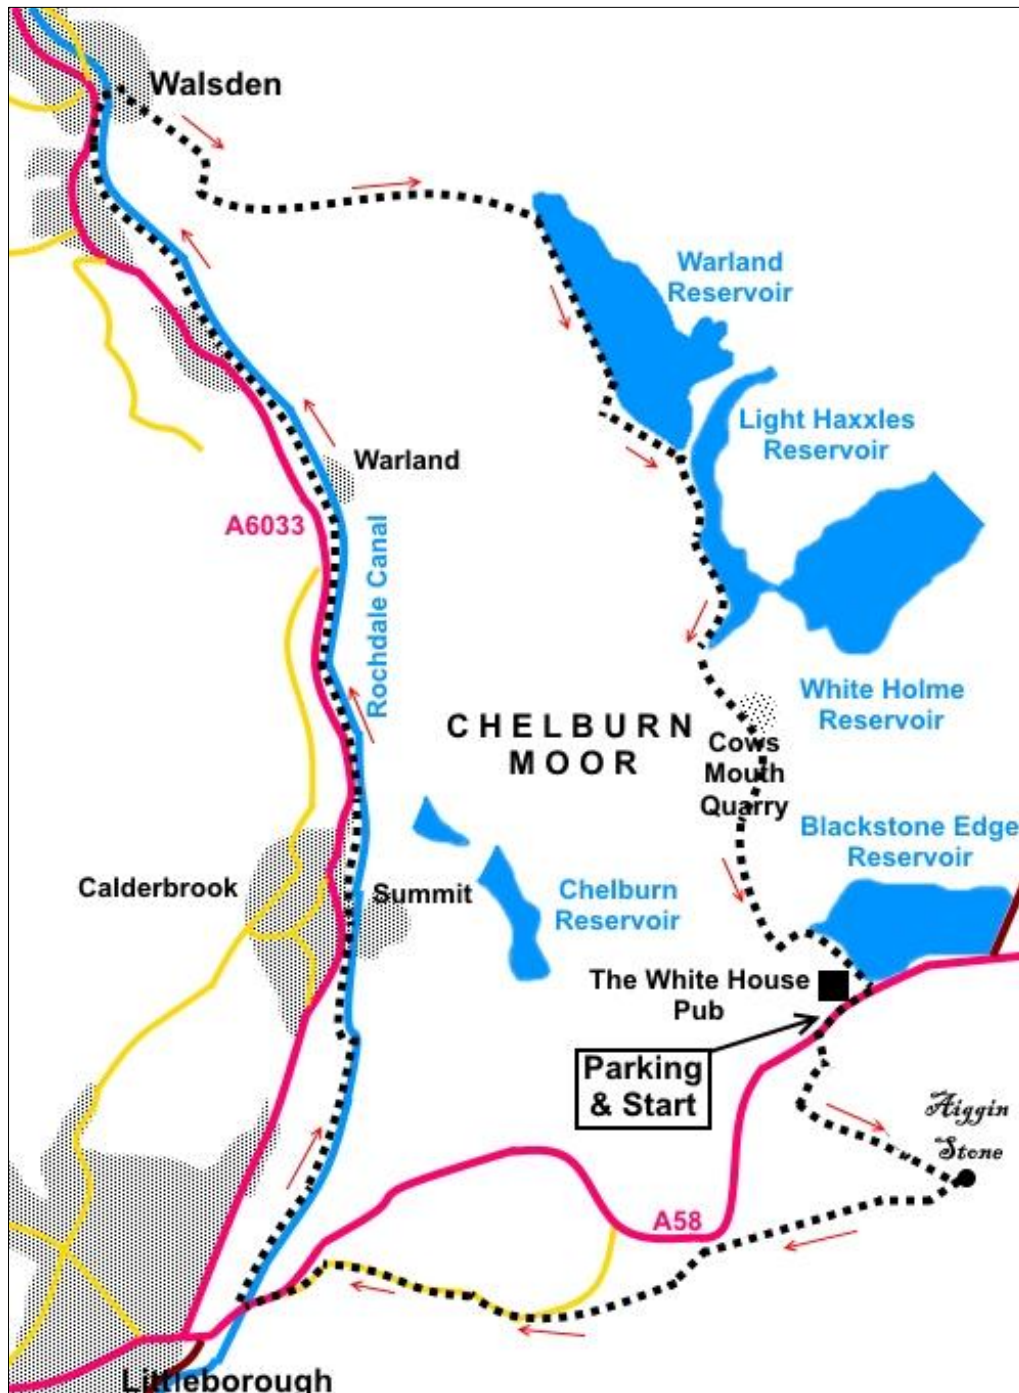 Walsden
Warland
Reservoir
Light Haxxles
Reservoir
Warland
A6033
Rochdale Canal
White Holme
Reservoir
CHELBURN
MOOR
Cows
Mouth
Quarry
Blackstone Edge
Reservoir
Calderbrook
Summit
Chelburn
Reservoir
The White House
Pub
Parking
& Start
Aiggin
Stone
A58
Littleborough